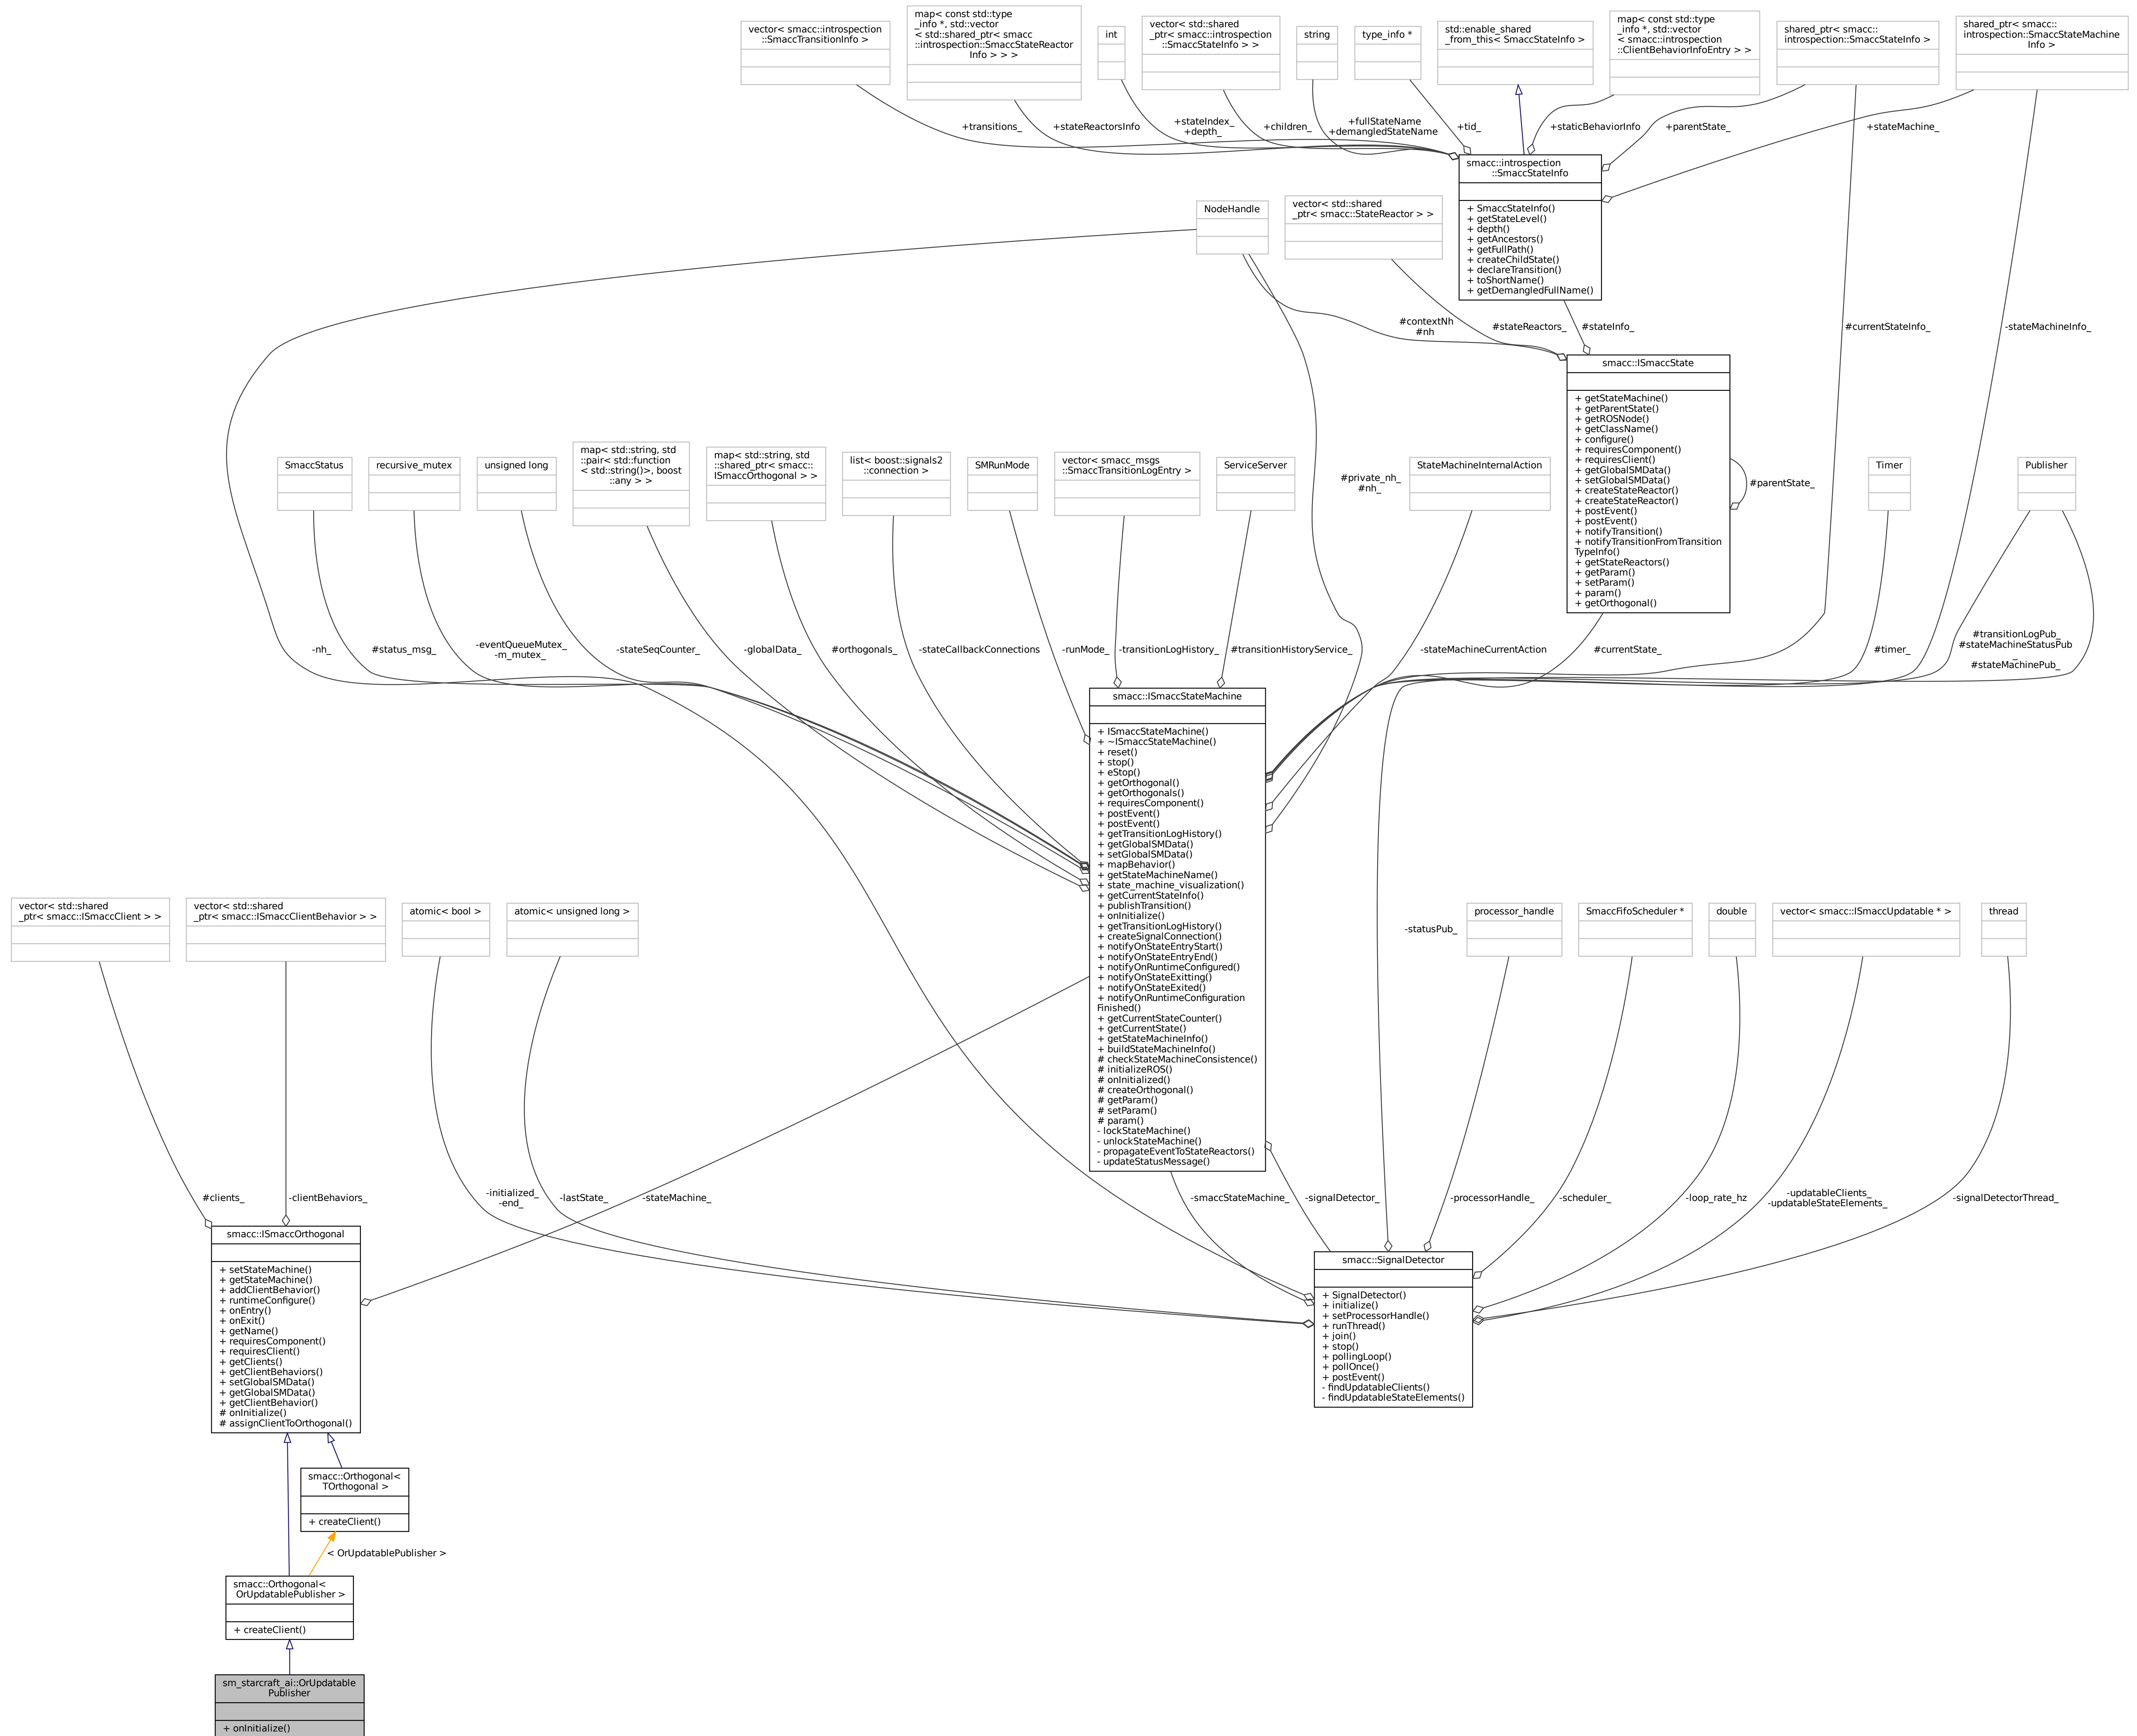 vector< smacc::introspection
::SmaccTransitionInfo >
map< const std::type
_info *, std::vector
< std::shared_ptr< smacc
::introspection::SmaccStateReactor
Info > > >
int
vector< std::shared
_ptr< smacc::introspection
::SmaccStateInfo > >
string
type_info *
std::enable_shared
_from_this< SmaccStateInfo >
map< const std::type
_info *, std::vector
< smacc::introspection
::ClientBehaviorInfoEntry > >
shared_ptr< smacc::
introspection::SmaccStateInfo >
shared_ptr< smacc::
introspection::SmaccStateMachine
Info >
+transitions_
+stateReactorsInfo
+stateIndex_
+depth_
+children_
+fullStateName
+demangledStateName
+tid_
+staticBehaviorInfo
+parentState_
+stateMachine_
smacc::introspection
::SmaccStateInfo
+ SmaccStateInfo()
+ getStateLevel()
+ depth()
+ getAncestors()
+ getFullPath()
+ createChildState()
+ declareTransition()
+ toShortName()
+ getDemangledFullName()
NodeHandle
vector< std::shared
_ptr< smacc::StateReactor > >
#contextNh
#nh
#stateReactors_
#stateInfo_
#currentStateInfo_
-stateMachineInfo_
smacc::ISmaccState
+ getStateMachine()
+ getParentState()
+ getROSNode()
+ getClassName()
+ configure()
+ requiresComponent()
+ requiresClient()
+ getGlobalSMData()
+ setGlobalSMData()
+ createStateReactor()
+ createStateReactor()
+ postEvent()
+ postEvent()
+ notifyTransition()
+ notifyTransitionFromTransition
TypeInfo()
+ getStateReactors()
+ getParam()
+ setParam()
+ param()
+ getOrthogonal()
#parentState_
SmaccStatus
recursive_mutex
unsigned long
map< std::string, std
::pair< std::function
< std::string()>, boost
::any > >
map< std::string, std
::shared_ptr< smacc::
ISmaccOrthogonal > >
list< boost::signals2
::connection >
SMRunMode
vector< smacc_msgs
::SmaccTransitionLogEntry >
ServiceServer
#private_nh_
#nh_
StateMachineInternalAction
Timer
Publisher
-nh_
#status_msg_
-eventQueueMutex_
-m_mutex_
-stateSeqCounter_
-globalData_
#orthogonals_
-stateCallbackConnections
-runMode_
-transitionLogHistory_
#transitionHistoryService_
-stateMachineCurrentAction
#currentState_
#timer_
#transitionLogPub_
#stateMachineStatusPub
_
#stateMachinePub_
smacc::ISmaccStateMachine
+ ISmaccStateMachine()
+ ~ISmaccStateMachine()
+ reset()
+ stop()
+ eStop()
+ getOrthogonal()
+ getOrthogonals()
+ requiresComponent()
+ postEvent()
+ postEvent()
+ getTransitionLogHistory()
+ getGlobalSMData()
+ setGlobalSMData()
+ mapBehavior()
+ getStateMachineName()
+ state_machine_visualization()
+ getCurrentStateInfo()
+ publishTransition()
+ onInitialize()
+ getTransitionLogHistory()
+ createSignalConnection()
+ notifyOnStateEntryStart()
+ notifyOnStateEntryEnd()
+ notifyOnRuntimeConfigured()
+ notifyOnStateExitting()
+ notifyOnStateExited()
+ notifyOnRuntimeConfiguration
Finished()
+ getCurrentStateCounter()
+ getCurrentState()
+ getStateMachineInfo()
+ buildStateMachineInfo()
# checkStateMachineConsistence()
# initializeROS()
# onInitialized()
# createOrthogonal()
# getParam()
# setParam()
# param()
- lockStateMachine()
- unlockStateMachine()
- propagateEventToStateReactors()
- updateStatusMessage()
vector< std::shared
_ptr< smacc::ISmaccClient > >
vector< std::shared
_ptr< smacc::ISmaccClientBehavior > >
atomic< bool >
atomic< unsigned long >
-statusPub_
processor_handle
SmaccFifoScheduler *
double
vector< smacc::ISmaccUpdatable * >
thread
#clients_
-clientBehaviors_
-initialized_
-end_
-lastState_
-stateMachine_
-smaccStateMachine_
-signalDetector_
-processorHandle_
-scheduler_
-loop_rate_hz
-updatableClients_
-updatableStateElements_
-signalDetectorThread_
smacc::ISmaccOrthogonal
+ setStateMachine()
+ getStateMachine()
+ addClientBehavior()
+ runtimeConfigure()
+ onEntry()
+ onExit()
+ getName()
+ requiresComponent()
+ requiresClient()
+ getClients()
+ getClientBehaviors()
+ setGlobalSMData()
+ getGlobalSMData()
+ getClientBehavior()
# onInitialize()
# assignClientToOrthogonal()
smacc::SignalDetector
+ SignalDetector()
+ initialize()
+ setProcessorHandle()
+ runThread()
+ join()
+ stop()
+ pollingLoop()
+ pollOnce()
+ postEvent()
- findUpdatableClients()
- findUpdatableStateElements()
smacc::Orthogonal<
TOrthogonal >
+ createClient()
< OrUpdatablePublisher >
smacc::Orthogonal<
OrUpdatablePublisher >
+ createClient()
sm_starcraft_ai::OrUpdatable
Publisher
+ onInitialize()